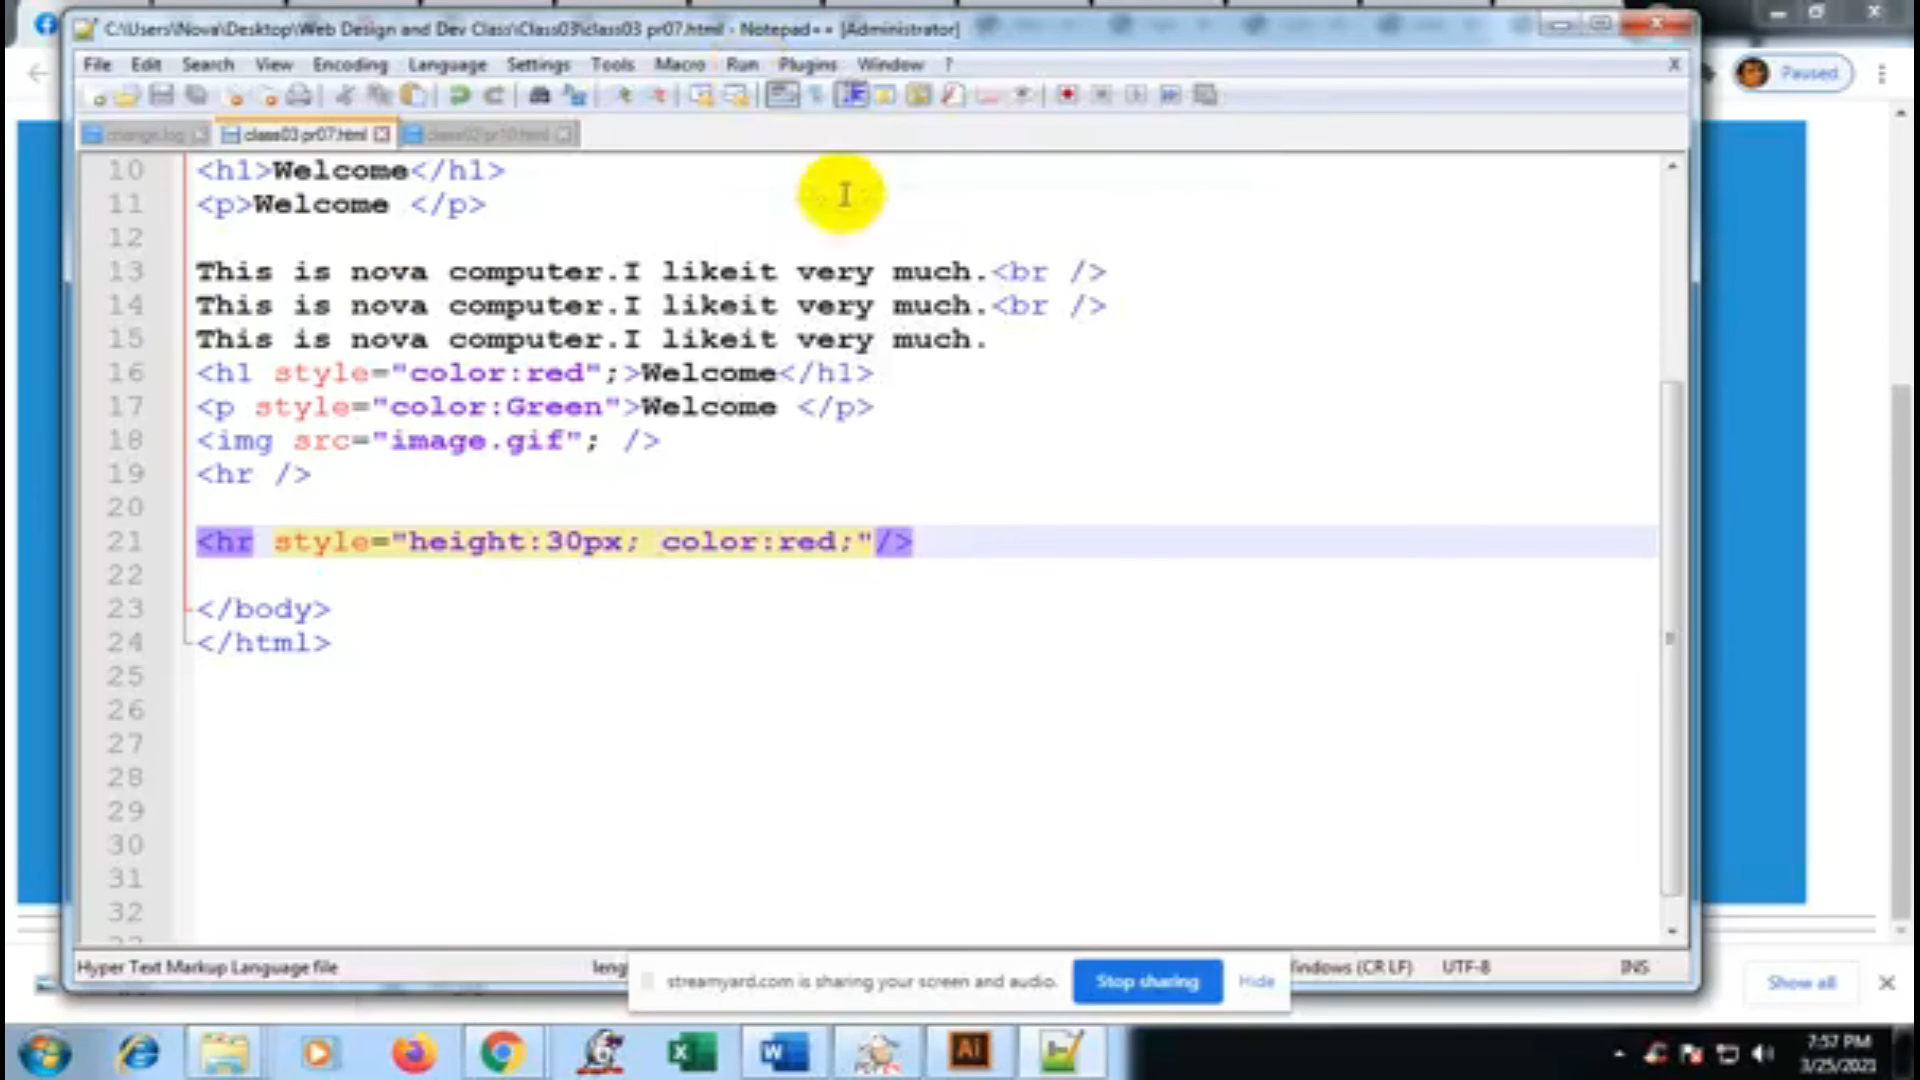 C:\Users\Nova\Desktop\Web Design and Dev Class\Class03\class03 pr07.html - Notepad++ [Administrator]
File Edit Search View Encoding Language Settings Tools Macro Run Plugins Window ? X
Paused
change.log class03 pr07.html class02 pr10.html
10 <h1>Welcome</h1>
11 <p>Welcome </p>
12
13 This is nova computer.I likeit very much.<br />
14 This is nova computer.I likeit very much.<br />
15 This is nova computer.I likeit very much.
16 <h1 style="color:red";>Welcome</h1>
17 <p style="color:Green">Welcome </p>
18 <img src="image.gif"; />
19 <hr />
20
21 <hr style="height:30px; color:red;"/>
22
23 </body>
24 </html>
25
26
27
28
29
30
31
32
Hyper Text Markup Language file
streamyard.com is sharing your screen and audio. Stop sharing Hide
(CR LF) UTF-8 INS
Show all
7:57 PM
3/25/2021